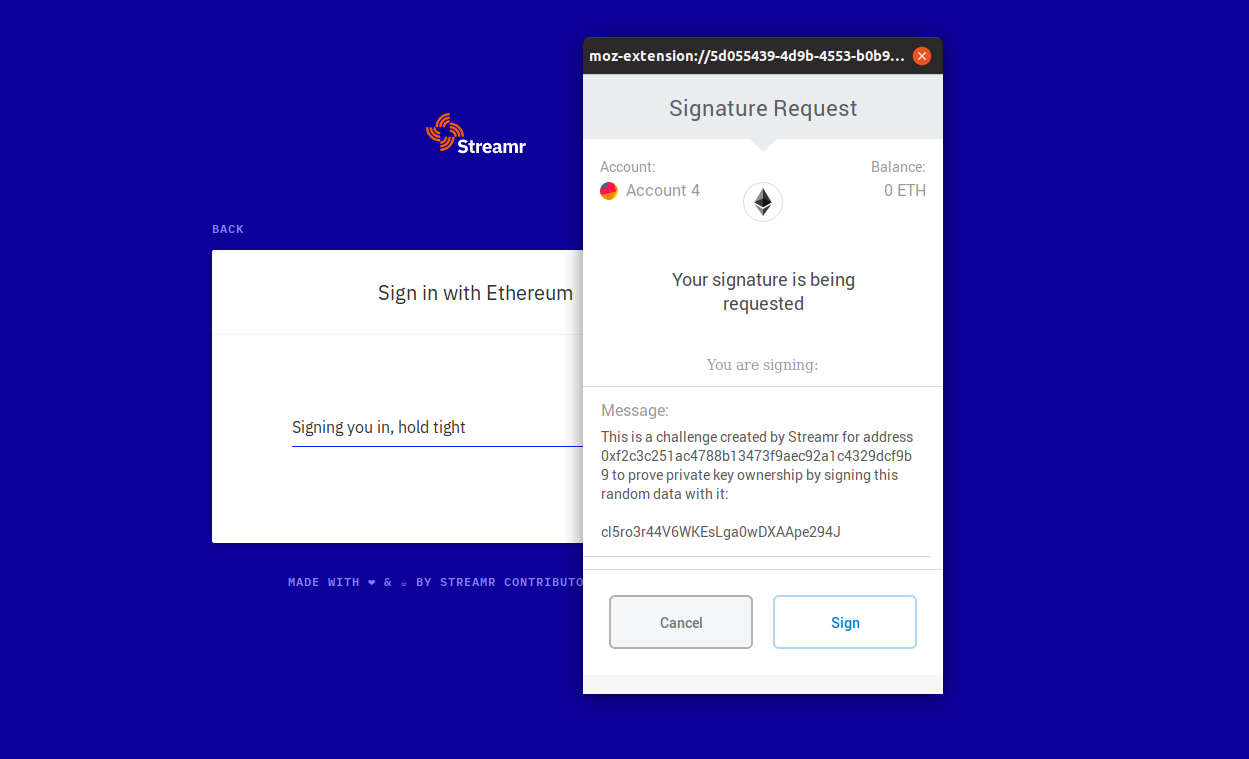 Streamr
BACK
Sign in with Ethereum
Signing you in, hold tight
MADE WITH ❤ & ☕ BY STREAMR CONTRIBUTO
moz-extension://5d055439-4d9b-4553-b0b9...
Signature Request
Account:
Balance:
Account 4
0 ETH
Your signature is being
requested
You are signing:
Message:
This is a challenge created by Streamr for address
0xf2c3c251ac4788b13473f9aec92a1c4329dcf9b
9 to prove private key ownership by signing this
random data with it:
cl5ro3r44V6WKEsLga0wDXAApe294J
Cancel
Sign